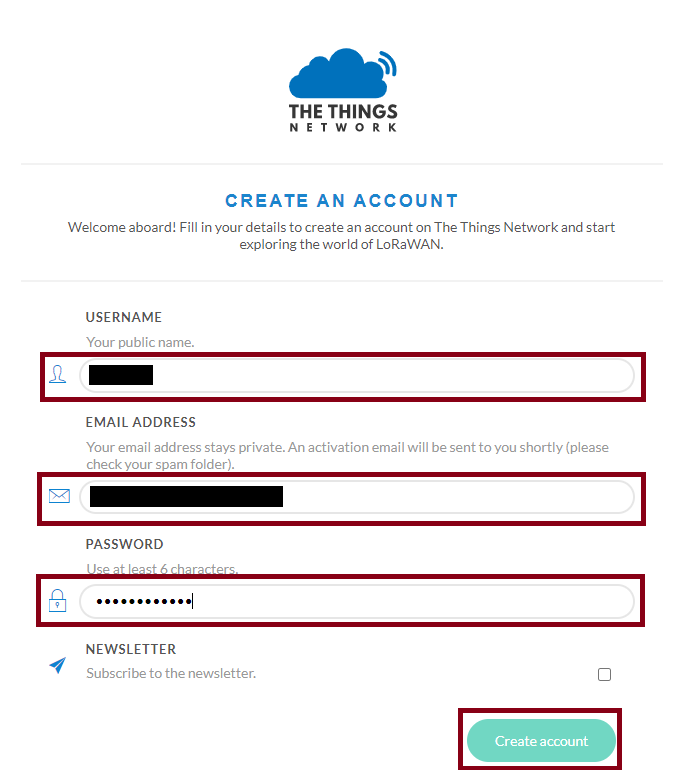 THE THINGS
NETWORK
CREATE AN ACCOUNT
Welcome aboard! Fill in your details to create an account on The Things Network and start
exploring the world of LoRaWAN.
USERNAME
Your public name.
EMAIL ADDRESS
Your email address stays private. An activation email will be sent to you shortly (please
check your spam folder).
PASSWORD
Use at least 6 characters.
••••••••••••
NEWSLETTER
Subscribe to the newsletter.
Create account